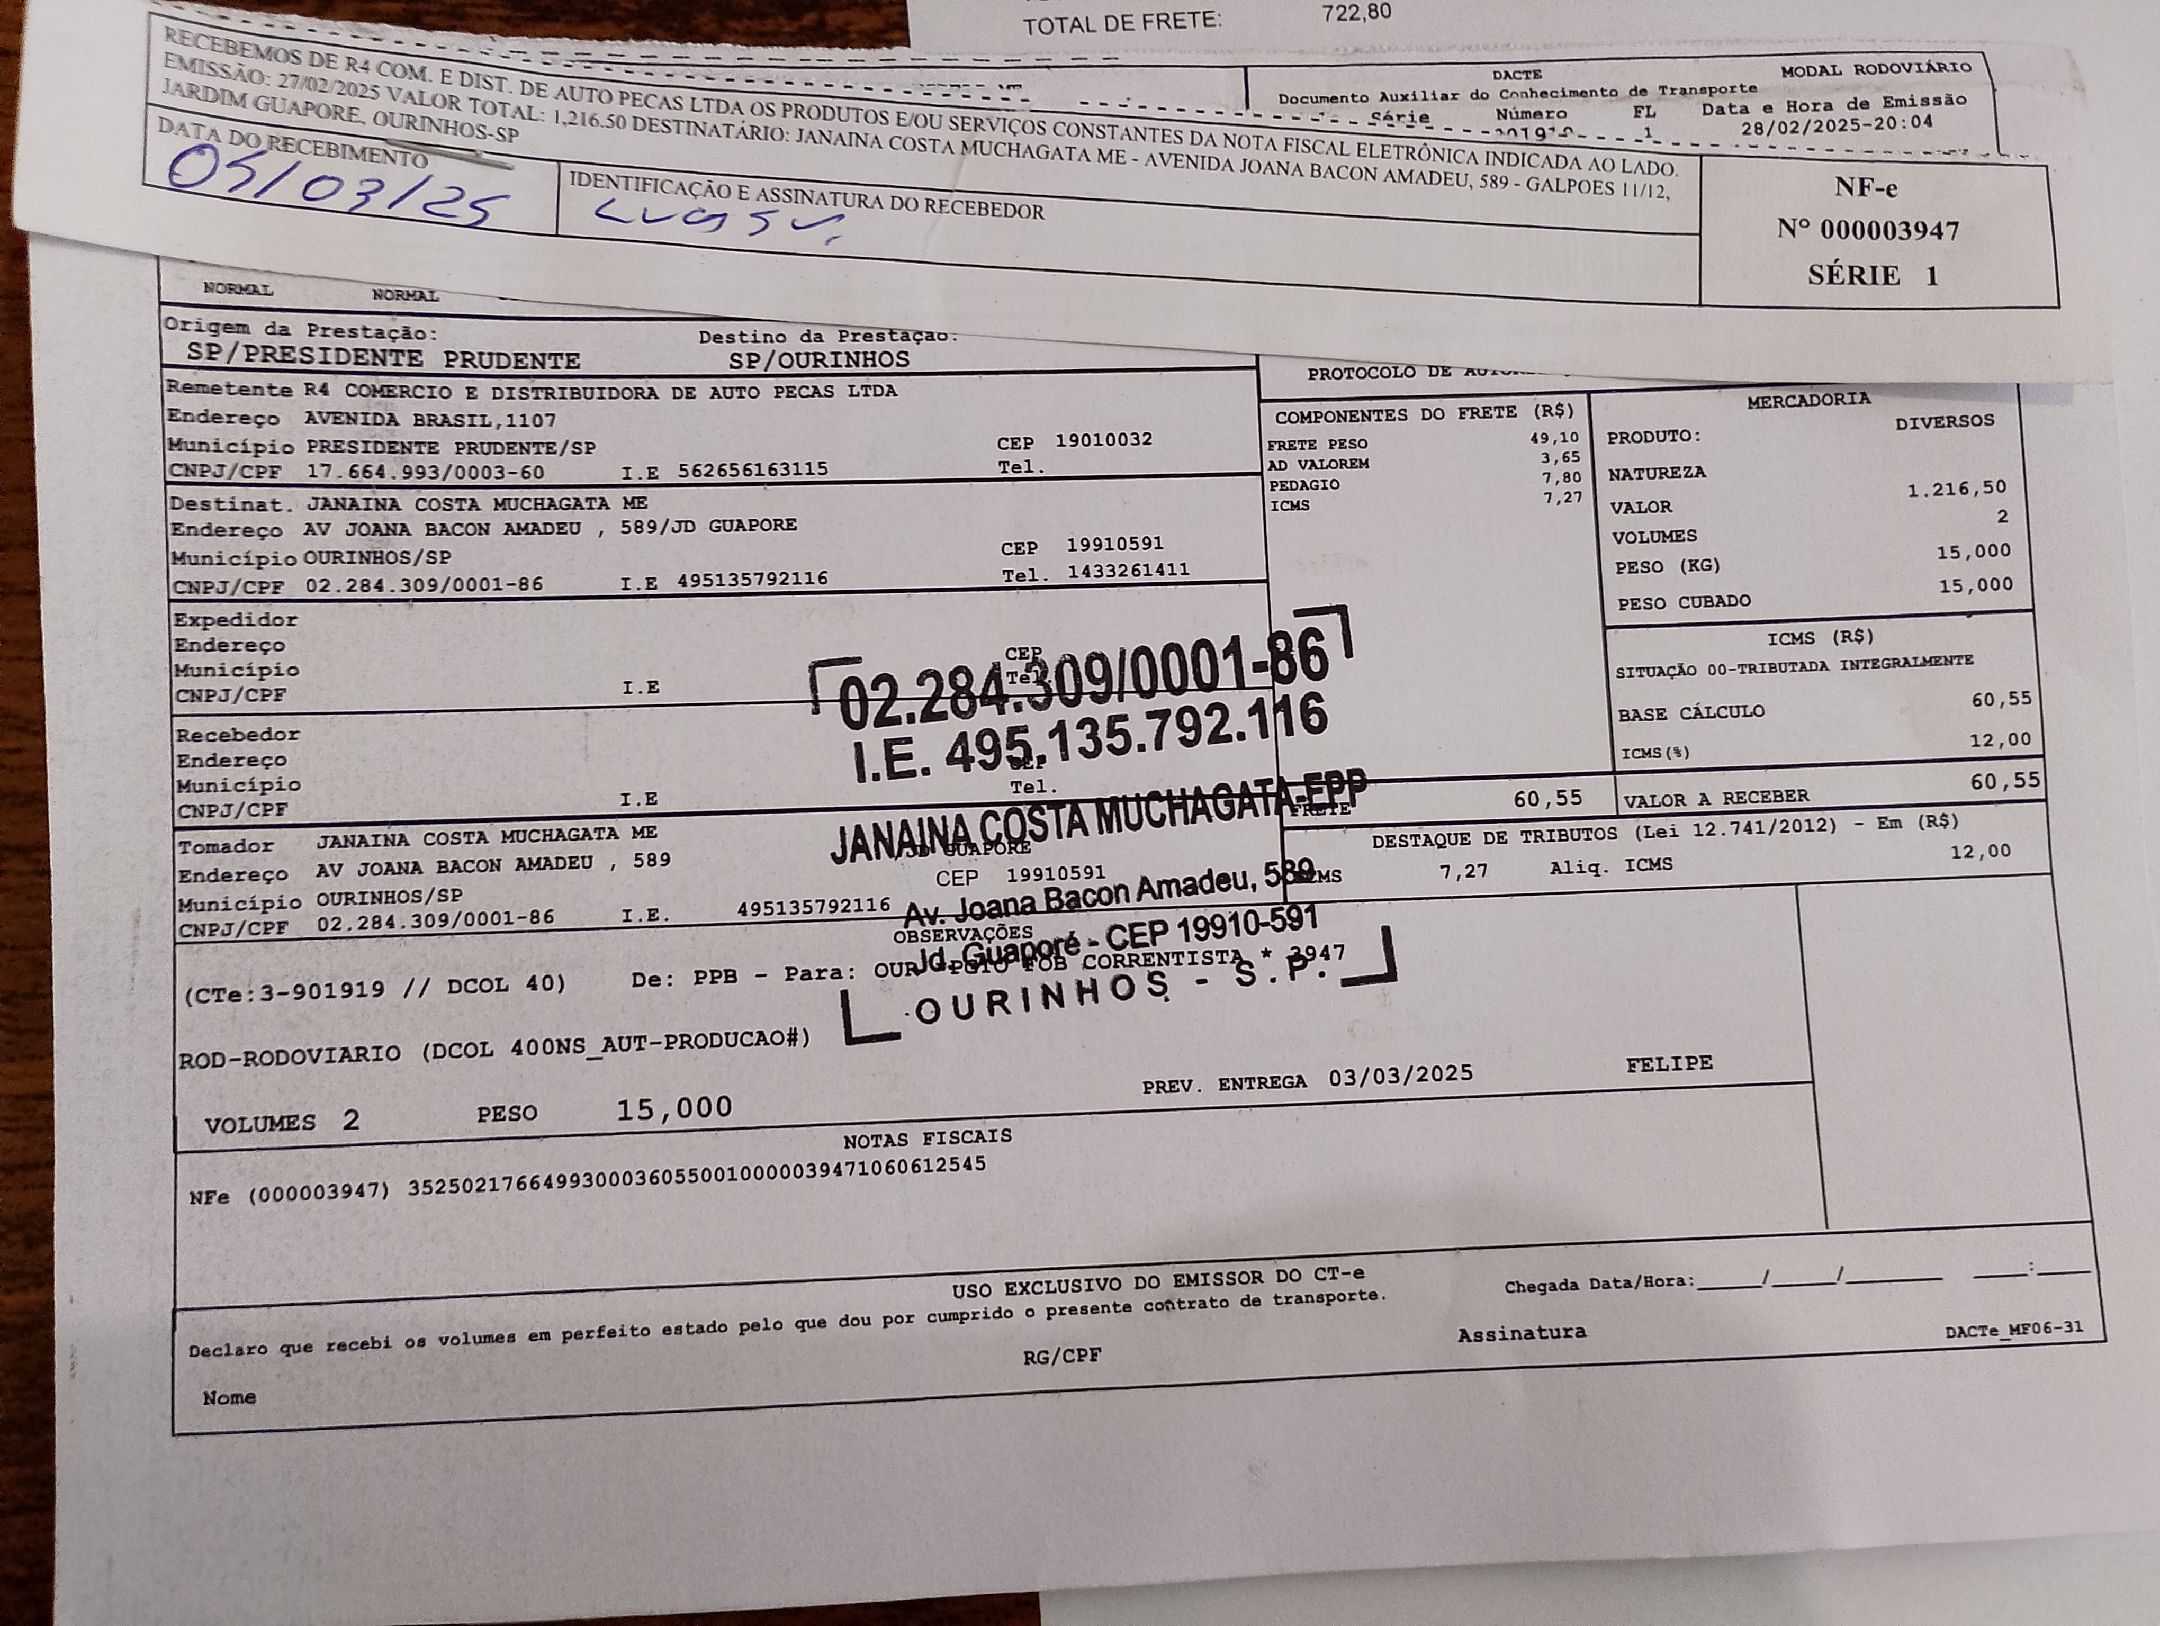 TOTAL DE FRETE: 722,80
RECEBEMOS DE R4 COM. E DIST. DE AUTO PECAS LTDA OS PRODUTOS E/OU SERVIÇOS CONSTANTES DA NOTA FISCAL ELETRÔNICA INDICADA AO LADO.
EMISSÃO: 27/02/2025 VALOR TOTAL: 1,216.50 DESTINATÁRIO: JANAINA COSTA MUCHAGATA ME - AVENIDA JOANA BACON AMADEU, 589 - GALPOES 11/12,
JARDIM GUAPORE, OURINHOS-SP
DATA DO RECEBIMENTO
05/03/25
IDENTIFICAÇÃO E ASSINATURA DO RECEBEDOR
NF-e
Nº 000003947
SÉRIE 1
DACTE
MODAL RODOVIÁRIO
Documento Auxiliar do Conhecimento de Transporte
Série Número FL Data e Hora de Emissão
1 28/02/2025-20:04
NORMAL NORMAL
Origem da Prestação: Destino da Prestação:
SP/PRESIDENTE PRUDENTE SP/OURINHOS
PROTOCOLO DE
Remetente R4 COMERCIO E DISTRIBUIDORA DE AUTO PECAS LTDA
Endereço AVENIDA BRASIL,1107
Município PRESIDENTE PRUDENTE/SP CEP 19010032
CNPJ/CPF 17.664.993/0003-60 I.E 562656163115 Tel.
Destinat. JANAINA COSTA MUCHAGATA ME
Endereço AV JOANA BACON AMADEU , 589/JD GUAPORE
Município OURINHOS/SP CEP 19910591
CNPJ/CPF 02.284.309/0001-86 I.E 495135792116 Tel. 1433261411
Expedidor
Endereço
Município CEP
CNPJ/CPF I.E Tel.
Recebedor
Endereço
Município CEP
CNPJ/CPF I.E Tel.
Tomador JANAINA COSTA MUCHAGATA ME
Endereço AV JOANA BACON AMADEU , 589 JD GUAPORE
Município OURINHOS/SP CEP 19910591
CNPJ/CPF 02.284.309/0001-86 I.E. 495135792116
COMPONENTES DO FRETE (R$)
FRETE PESO 49,10
AD VALOREM 3,65
PEDAGIO 7,80
ICMS 7,27
MERCADORIA
PRODUTO: DIVERSOS
NATUREZA
VALOR 1.216,50
VOLUMES 2
PESO (KG) 15,000
PESO CUBADO 15,000
ICMS (R$)
SITUAÇÃO 00-TRIBUTADA INTEGRALMENTE
BASE CÁLCULO 60,55
ICMS(%) 12,00
FRETE 60,55 VALOR A RECEBER 60,55
DESTAQUE DE TRIBUTOS (Lei 12.741/2012) - Em (R$)
ICMS 7,27 Aliq. ICMS 12,00
02.284.309/0001-86
I.E. 495.135.792.116
JANAINA COSTA MUCHAGATA-EPP
Av. Joana Bacon Amadeu, 589
Jd. Guaporé - CEP 19910-591
OURINHOS - S.P.
OBSERVAÇÕES
(CTe:3-901919 // DCOL 40) De: PPB - Para: OUR FOB CORRENTISTA * 3947
ROD-RODOVIARIO (DCOL 400NS_AUT-PRODUCAO#)
PREV. ENTREGA 03/03/2025 FELIPE
VOLUMES 2 PESO 15,000
NOTAS FISCAIS
NFe (000003947) 35250217664993000360550010000039471060612545
USO EXCLUSIVO DO EMISSOR DO CT-e
Declaro que recebi os volumes em perfeito estado pelo que dou por cumprido o presente contrato de transporte.
Chegada Data/Hora:_____/_____/_______ ____:____
Nome RG/CPF Assinatura DACTe_MF06-31